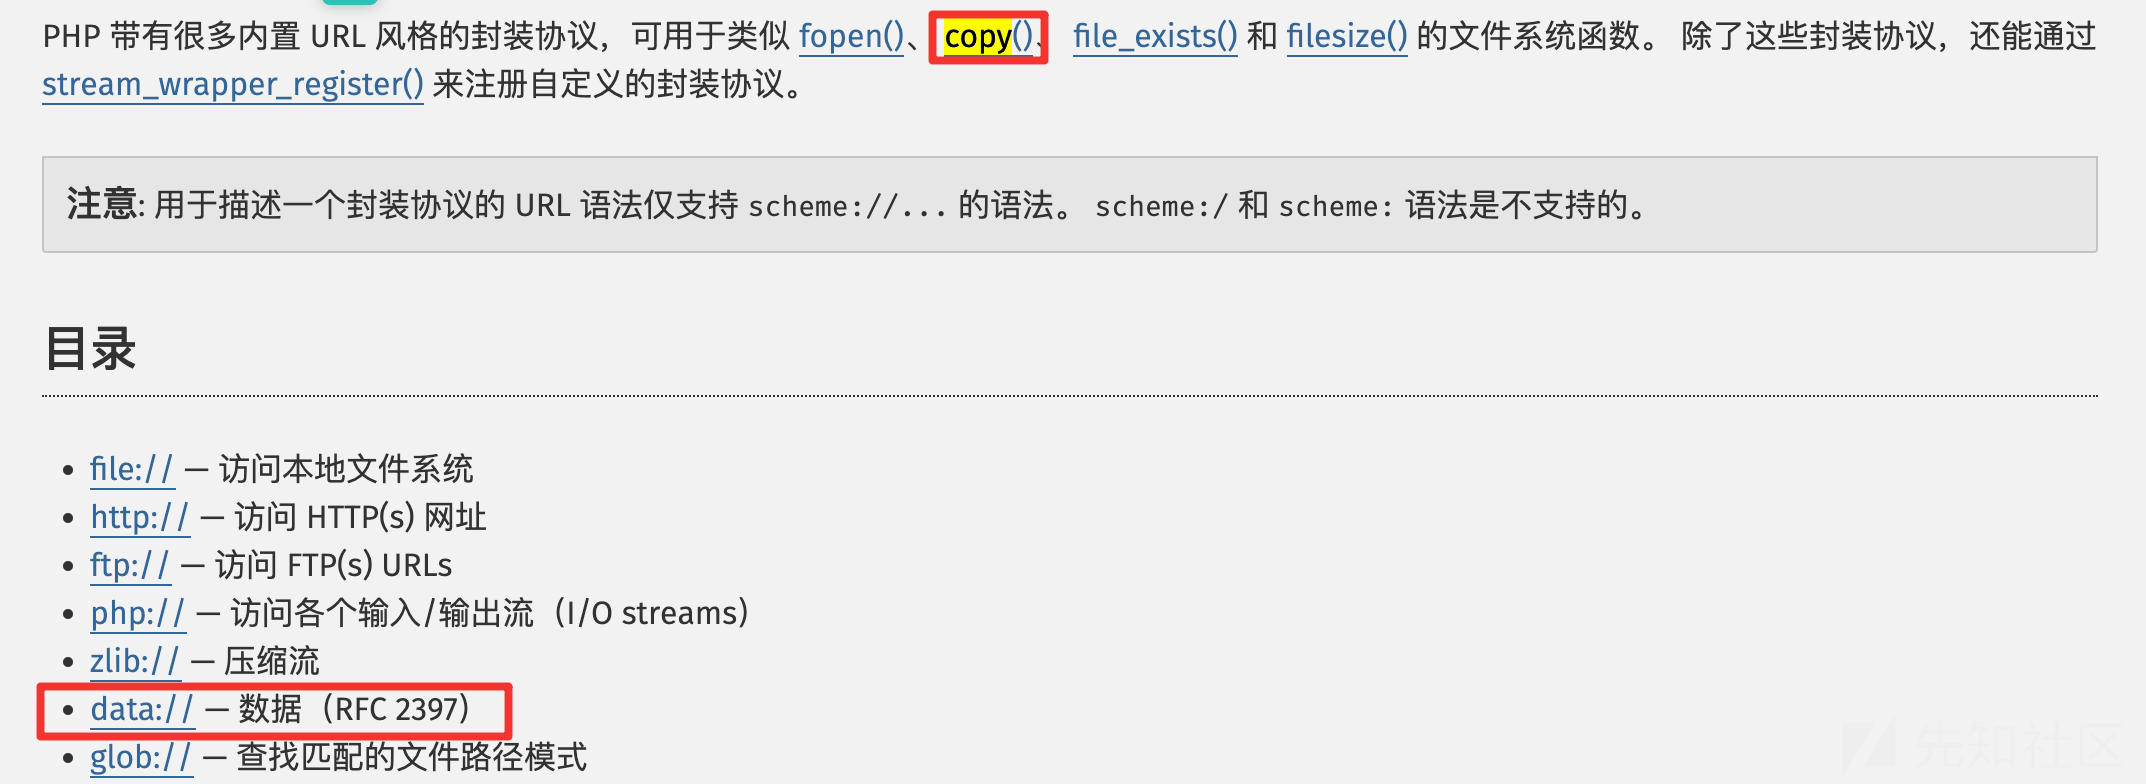 PHP 带有很多内置 URL 风格的封装协议，可用于类似 fopen()、 copy()、 file_exists() 和 filesize() 的文件系统函数。 除了这些封装协议，还能通过
stream_wrapper_register() 来注册自定义的封装协议。
注意: 用于描述一个封装协议的 URL 语法仅支持 scheme://... 的语法。 scheme:/ 和 scheme: 语法是不支持的。
目录
• file:// — 访问本地文件系统
• http:// — 访问 HTTP(s) 网址
• ftp:// — 访问 FTP(s) URLs
• php:// — 访问各个输入/输出流（I/O streams）
• zlib:// — 压缩流
• data:// — 数据（RFC 2397）
• glob:// — 查找匹配的文件路径模式
先知社区